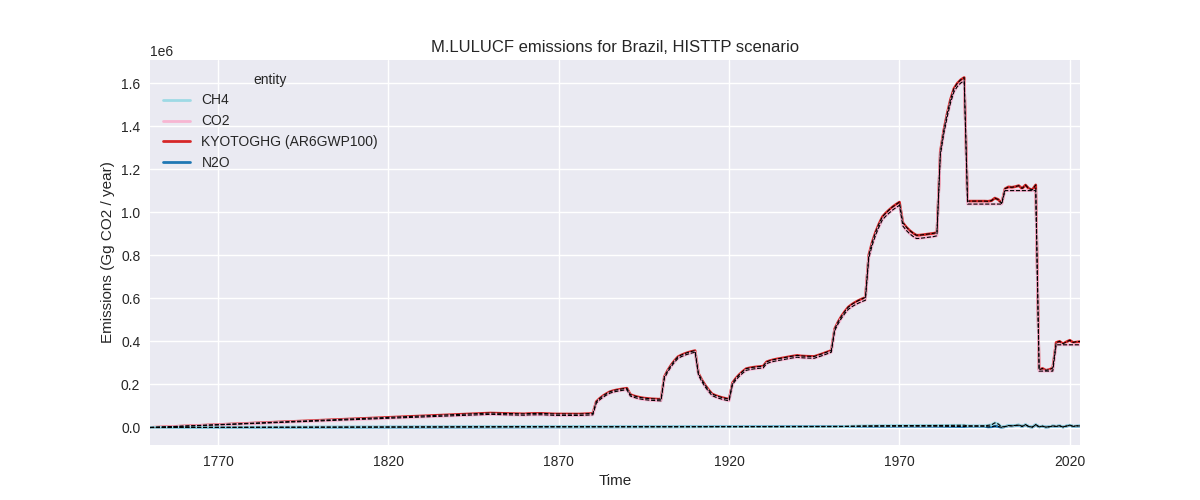 M.LULUCF emissions for Brazil, HISTTP scenario
1e6
entity
CH4
CO2
KYOTOGHG (AR6GWP100)
N2O
Emissions (Gg CO2 / year)
1.6
1.4
1.2
1.0
0.8
0.6
0.4
0.2
0.0
1770 1820 1870 1920 1970 2020
Time